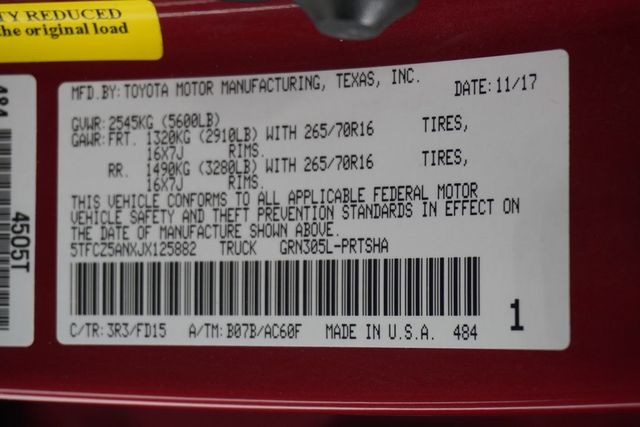 TY REDUCED
the original load
484
4505T
MFD.BY: TOYOTA MOTOR MANUFACTURING, TEXAS, INC. DATE: 11/17
GVWR: 2545KG (5600LB)
GAWR: FRT. 1320KG (2910LB) WITH 265/70R16 TIRES,
16X7J RIMS.
RR. 1490KG (3280LB) WITH 265/70R16 TIRES,
16X7J RIMS.
THIS VEHICLE CONFORMS TO ALL APPLICABLE FEDERAL MOTOR
VEHICLE SAFETY AND THEFT PREVENTION STANDARDS IN EFFECT ON
THE DATE OF MANUFACTURE SHOWN ABOVE.
5TFCZ5ANXJX125882 TRUCK GRN305L-PRTSHA
C/TR: 3R3/FD15 A/TM: B07B/AC60F MADE IN U.S.A. 484 1